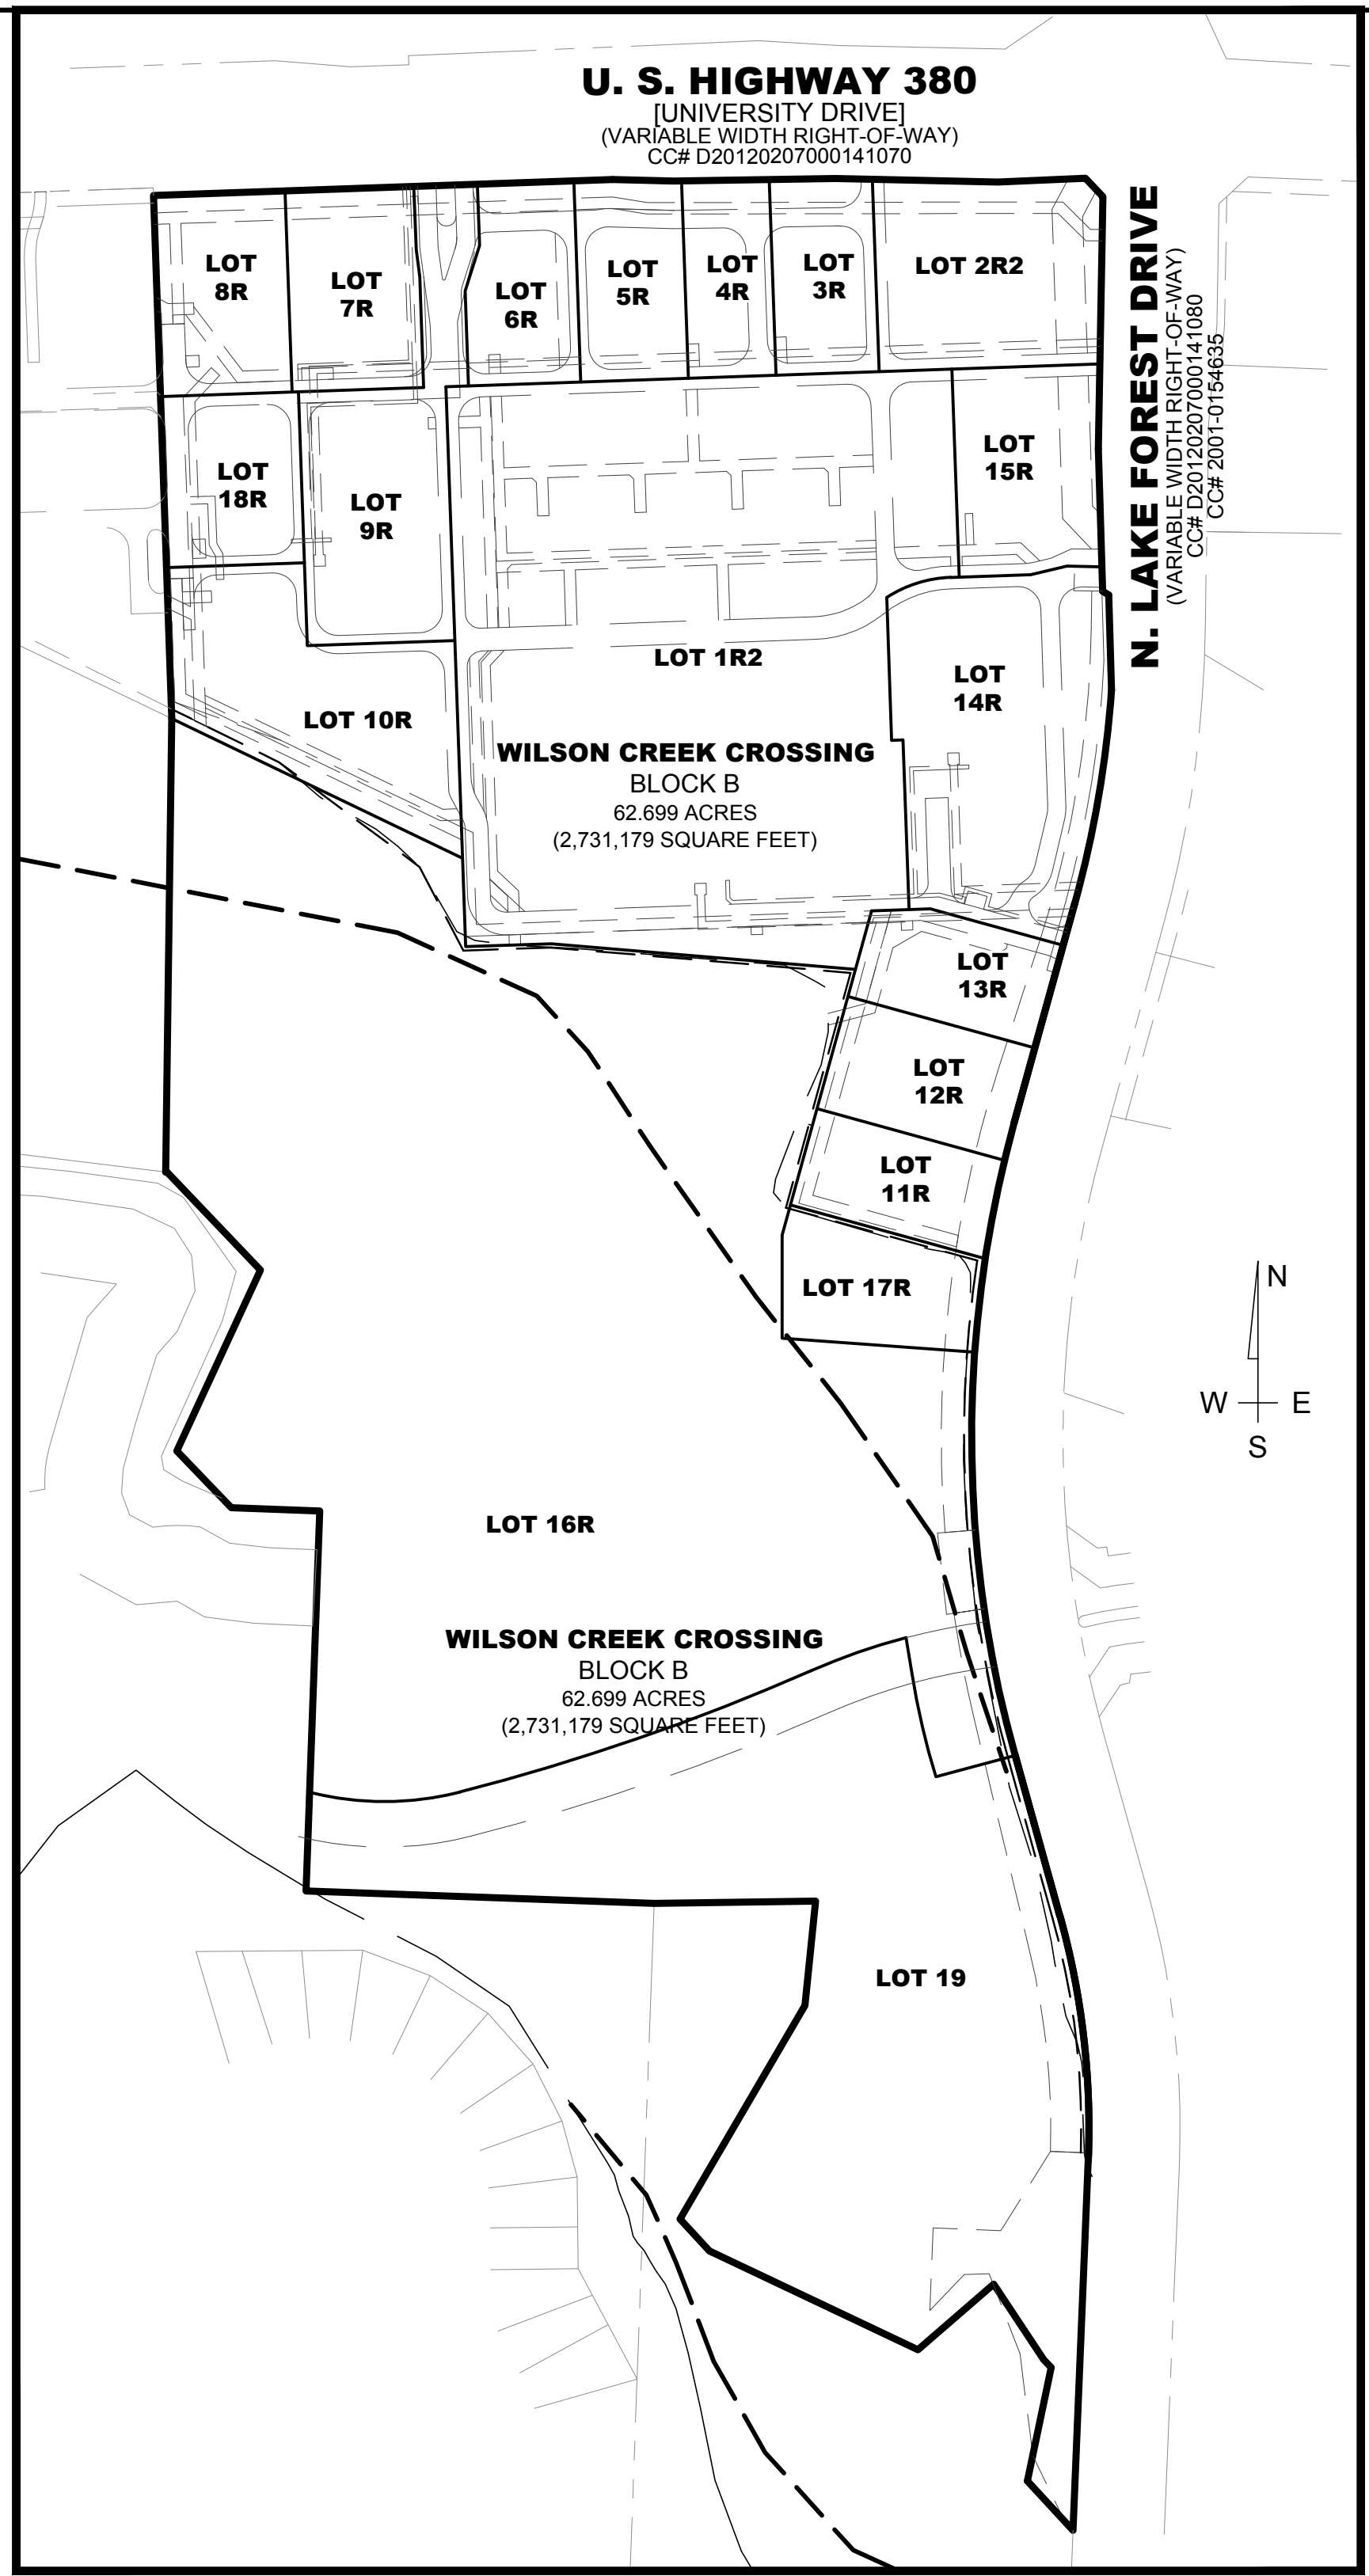 U. S. HIGHWAY 380
[UNIVERSITY DRIVE]
(VARIABLE WIDTH RIGHT-OF-WAY)
CC# D20120207000141070
N. LAKE FOREST DRIVE
(VARIABLE WIDTH RIGHT-OF-WAY)
CC# D20120207000141080
CC# 2001-0154635
LOT
8R
LOT
7R
LOT
6R
LOT
5R
LOT
4R
LOT
3R
LOT 2R2
LOT
18R
LOT
9R
LOT
15R
LOT 1R2
LOT
14R
LOT 10R
WILSON CREEK CROSSING
BLOCK B
62.699 ACRES
(2,731,179 SQUARE FEET)
LOT
13R
LOT
12R
LOT
11R
LOT 17R
N
W
E
S
LOT 16R
WILSON CREEK CROSSING
BLOCK B
62.699 ACRES
(2,731,179 SQUARE FEET)
LOT 19